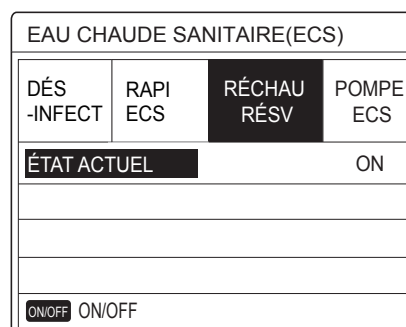 EAU CHAUDE SANITAIRE(ECS)
DÉS RAPI RÉCHAU POMPE
-INFECT ECS RÉSV ECS
ÉTAT ACTUEL ON
ON/OFF ON/OFF